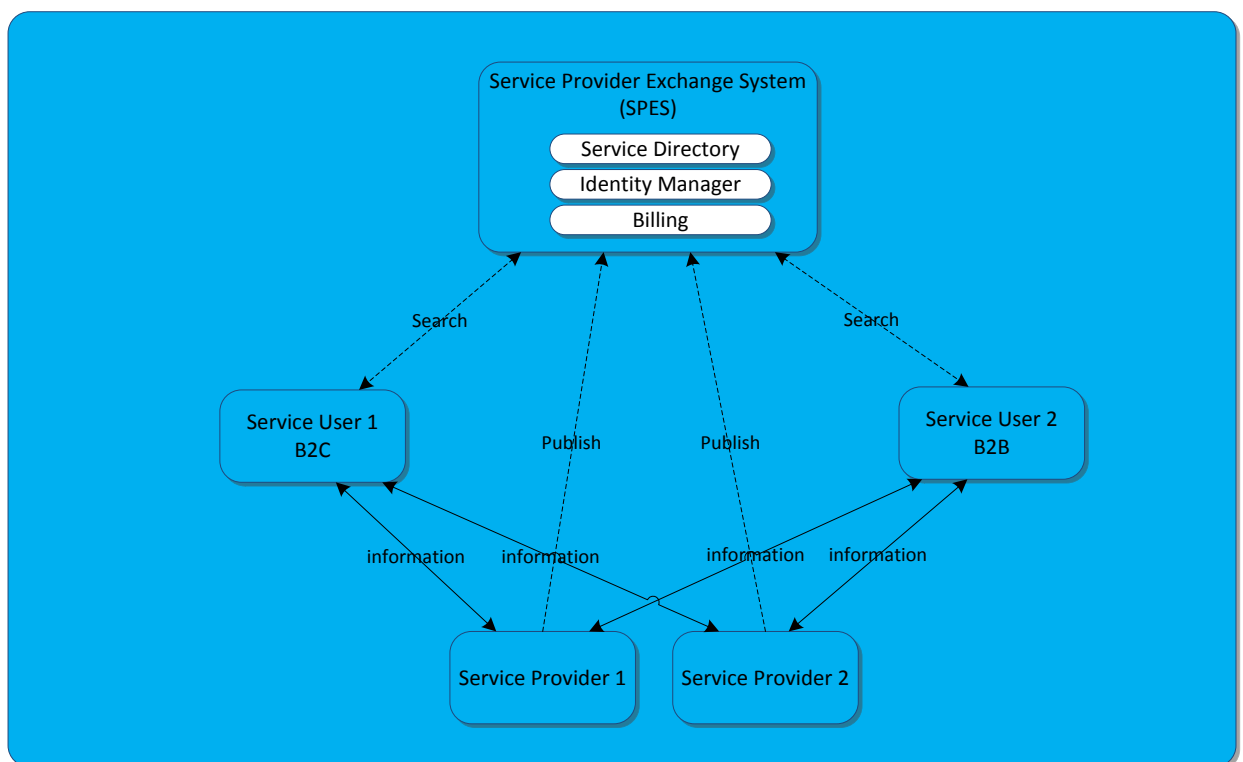 Service Provider Exchange System
(SPES)
Service Directory
Identity Manager
Billing
Search
Search
Service User 1
B2C
Service User 2
B2B
Publish
Publish
information
information
information
information
Service Provider 1
Service Provider 2